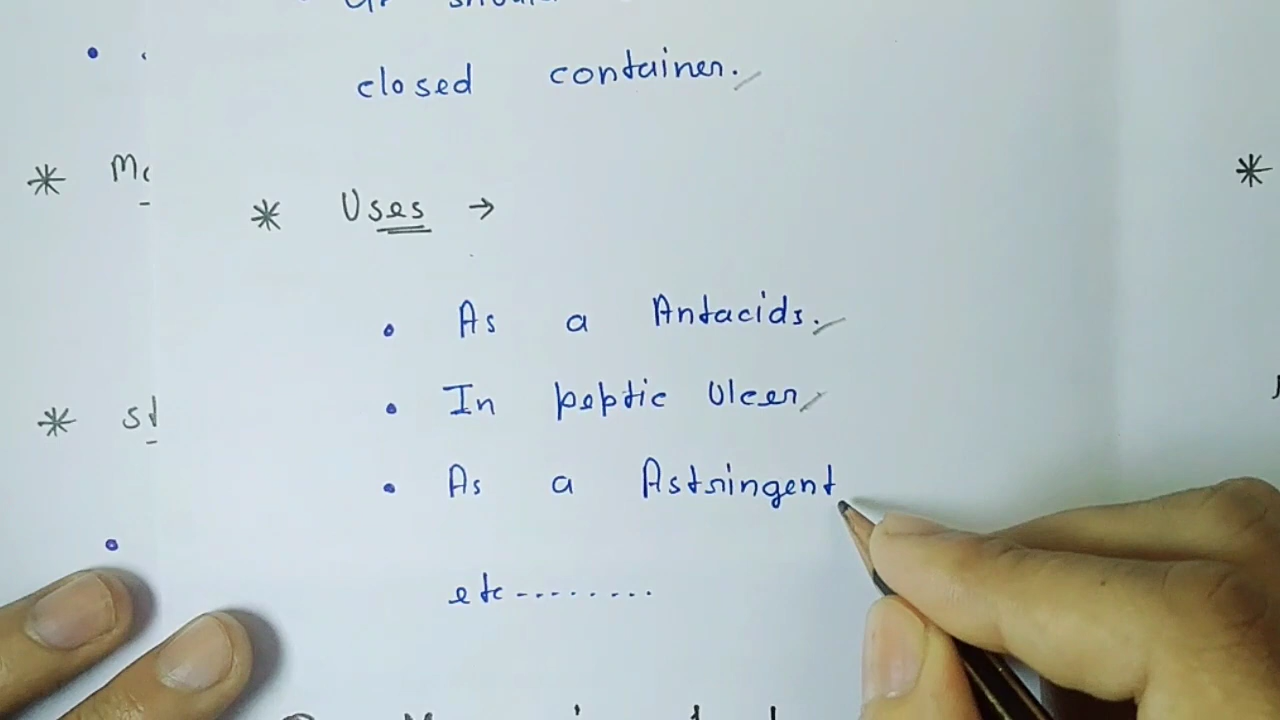 closed container.
* Uses →
• As a Antacids.
• In peptic Ulcer
• As a Astringent
etc--------